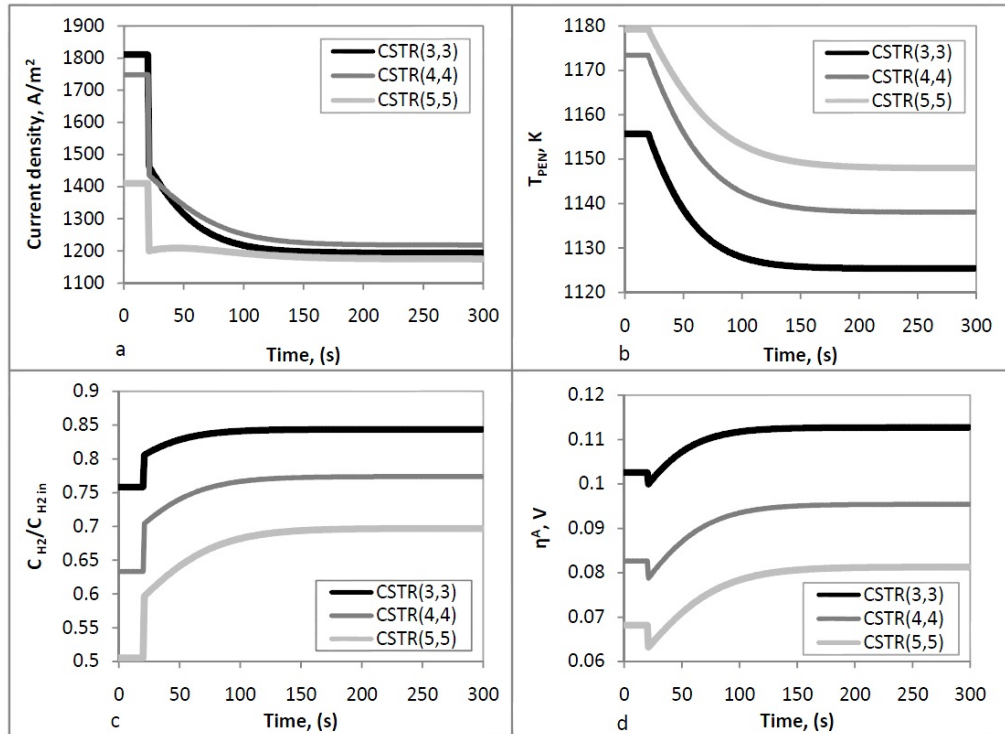 Current density, A/m²
1900
1800
1700
1600
1500
1400
1300
1200
1100
CSTR(3,3)
CSTR(4,4)
CSTR(5,5)
0 50 100 150 200 250 300
a
Time, (s)
T PEN, K
1180
1170
1160
1150
1140
1130
1120
CSTR(3,3)
CSTR(4,4)
CSTR(5,5)
0 50 100 150 200 250 300
b
Time, (s)
C H2/C H2 in
0.9
0.85
0.8
0.75
0.7
0.65
0.6
0.55
0.5
CSTR(3,3)
CSTR(4,4)
CSTR(5,5)
0 50 100 150 200 250 300
c
Time, (s)
ηᴬ, V
0.12
0.11
0.1
0.09
0.08
0.07
0.06
CSTR(3,3)
CSTR(4,4)
CSTR(5,5)
0 50 100 150 200 250 300
d
Time, (s)